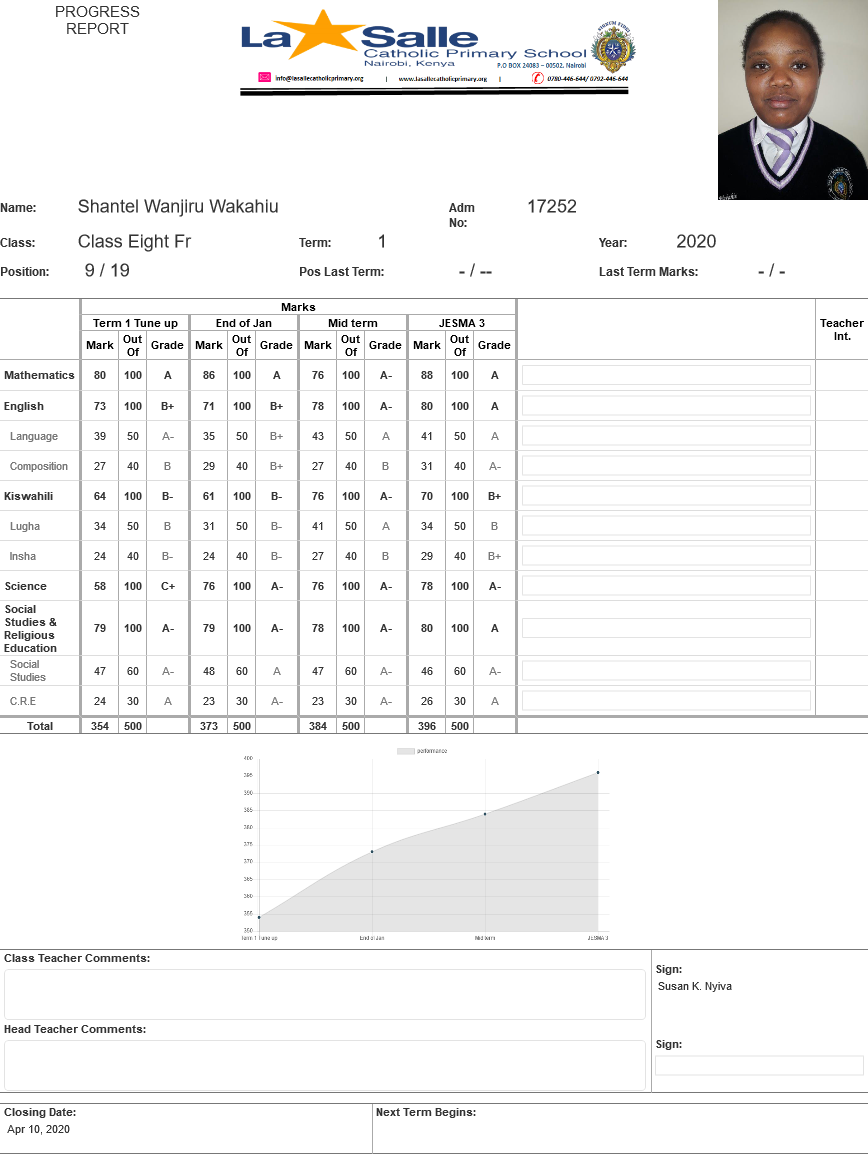 PROGRESS
REPORT
La Salle
Catholic Primary School
Nairobi, Kenya
P.O BOX 24083 – 00502, Nairobi
info@lasallecatholicprimary.org | www.lasallecatholicprimary.org | 0780-446-644/ 0792-446-644
Name: Shantel Wanjiru Wakahiu Adm No: 17252
Class: Class Eight Fr Term: 1 Year: 2020
Position: 9 / 19 Pos Last Term: - / -- Last Term Marks: - / -
Marks
Term 1 Tune up End of Jan Mid term JESMA 3 Teacher Int.
Mark Out Of Grade Mark Out Of Grade Mark Out Of Grade Mark Out Of Grade
Mathematics 80 100 A 86 100 A 76 100 A- 88 100 A
English 73 100 B+ 71 100 B+ 78 100 A- 80 100 A
Language 39 50 A- 35 50 B+ 43 50 A 41 50 A
Composition 27 40 B 29 40 B+ 27 40 B 31 40 A-
Kiswahili 64 100 B- 61 100 B- 76 100 A- 70 100 B+
Lugha 34 50 B 31 50 B- 41 50 A 34 50 B
Insha 24 40 B- 24 40 B- 27 40 B 29 40 B+
Science 58 100 C+ 76 100 A- 76 100 A- 78 100 A-
Social Studies & Religious Education 79 100 A- 79 100 A- 78 100 A- 80 100 A
Social Studies 47 60 A- 48 60 A 47 60 A- 46 60 A-
C.R.E 24 30 A 23 30 A- 23 30 A- 26 30 A
Total 354 500 373 500 384 500 396 500
performance
400
395
390
385
380
375
370
365
360
355
350
Term 1 Tune up End of Jan Mid term JESMA 3
Class Teacher Comments:
Sign:
Susan K. Nyiva
Head Teacher Comments:
Sign:
Closing Date: Next Term Begins:
Apr 10, 2020